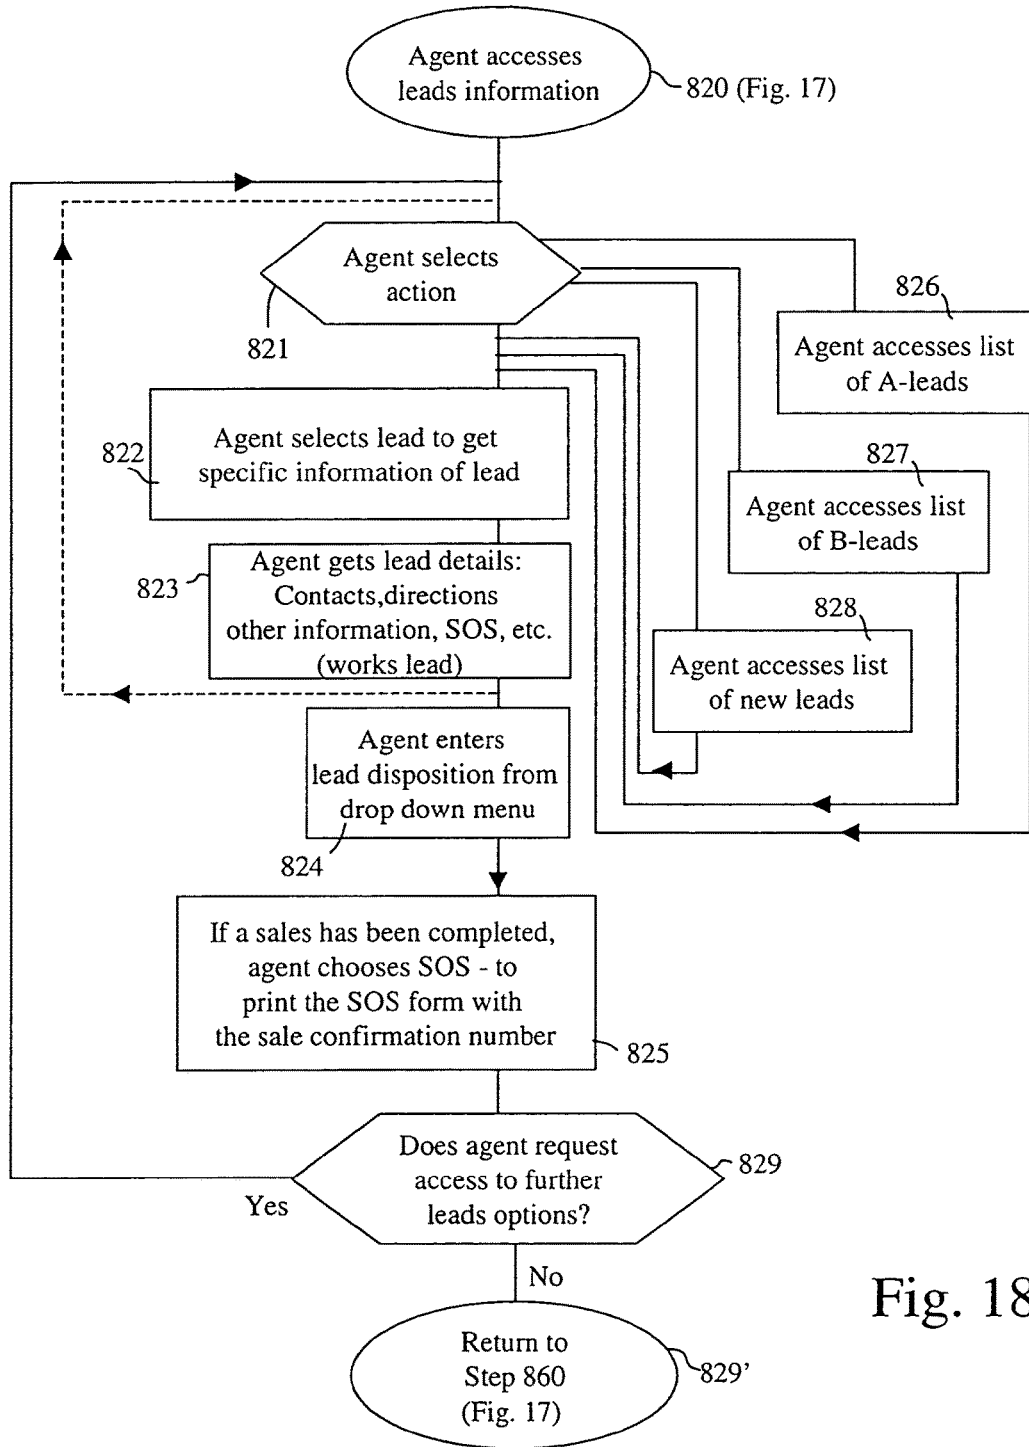 Agent accesses
leads information
820 (Fig. 17)
Agent selects
action
821
826
Agent accesses list
of A-leads
822
Agent selects lead to get
specific information of lead
827
Agent accesses list
of B-leads
823
Agent gets lead details:
Contacts,directions
other information, SOS, etc.
(works lead)
828
Agent accesses list
of new leads
Agent enters
lead disposition from
drop down menu
824
If a sales has been completed,
agent chooses SOS - to
print the SOS form with
the sale confirmation number
825
Does agent request
access to further
leads options?
829
Yes
No
Fig. 18
Return to
Step 860
(Fig. 17)
829’